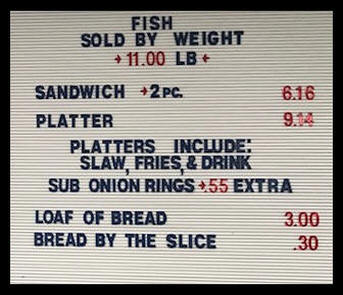 FISH
SOLD BY WEIGHT
→11.00 LB←
SANDWICH →2 PC. 6.16
PLATTER 9.14
PLATTERS INCLUDE:
SLAW, FRIES, & DRINK
SUB ONION RINGS →.55 EXTRA
LOAF OF BREAD 3.00
BREAD BY THE SLICE .30